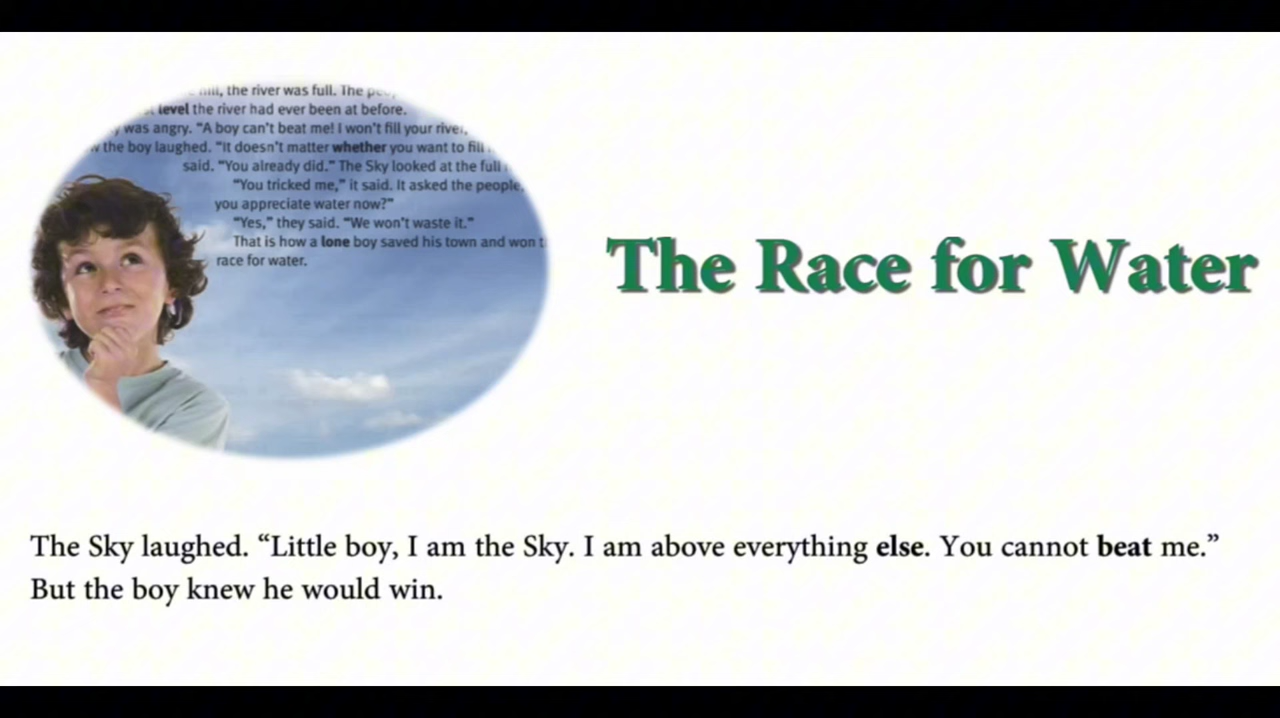 hill, the river was full. The
level the river had ever been at before.
was angry. “A boy can’t beat me! I won’t fill your river,
the boy laughed. “It doesn’t matter whether you want to fill
said. “You already did.” The Sky looked at the full
“You tricked me,” it said. It asked the people,
you appreciate water now?”
“Yes,” they said. “We won’t waste it.”
That is how a lone boy saved his town and won
race for water.
The Race for Water
The Sky laughed. “Little boy, I am the Sky. I am above everything else. You cannot beat me.”
But the boy knew he would win.